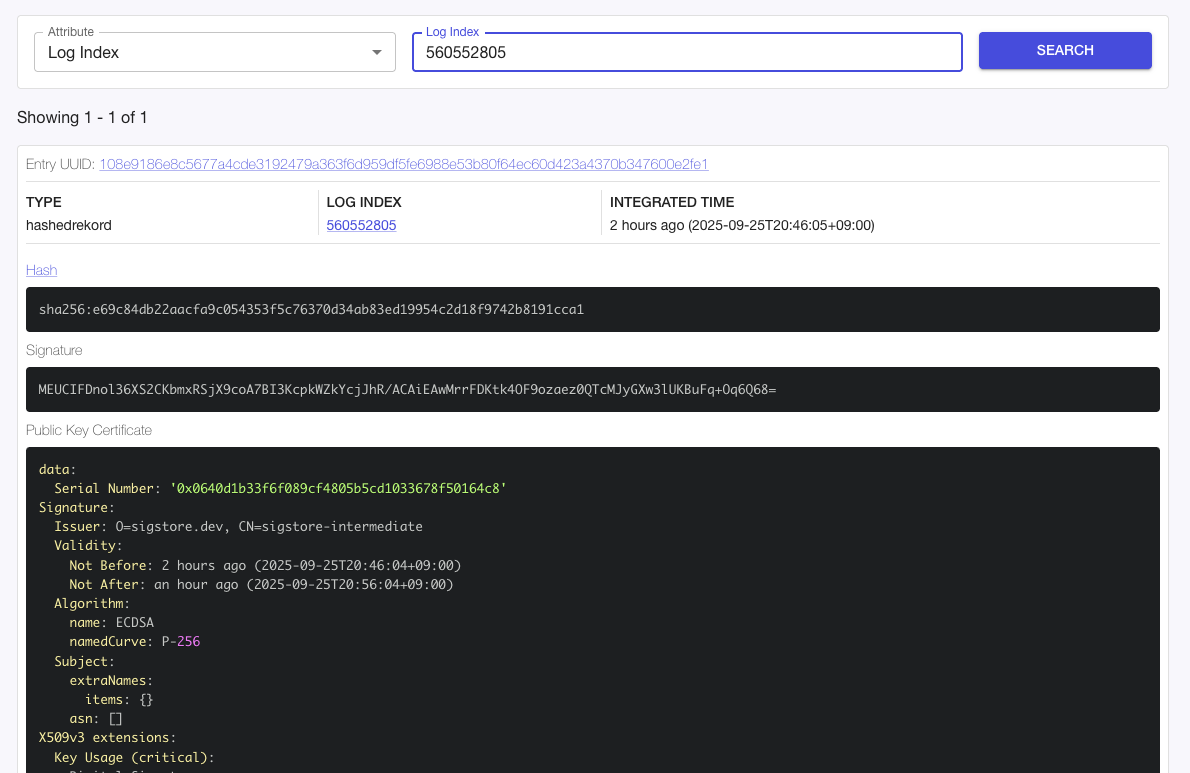 Attribute
Log Index
Log Index
560552805
SEARCH
Showing 1 - 1 of 1
Entry UUID: 108e9186e8c5677a4cde3192479a363f6d959df5fe6988e53b80f64ec60d423a4370b347600e2fe1
TYPE
hashedrekord
LOG INDEX
560552805
INTEGRATED TIME
2 hours ago (2025-09-25T20:46:05+09:00)
Hash
sha256:e69c84db22aacfa9c054353f5c76370d34ab83ed19954c2d18f9742b8191cca1
Signature
MEUCIFDnol36XS2CKbmxRSjX9coA7BI3KcpkWZkYcjJhR/ACAiEAwMrrFDKtk4OF9ozaez0QTcMJyGXw3lUKBuFq+Oq6Q68=
Public Key Certificate
data:
  Serial Number: '0x0640d1b33f6f089cf4805b5cd1033678f50164c8'
Signature:
  Issuer: O=sigstore.dev, CN=sigstore-intermediate
  Validity:
    Not Before: 2 hours ago (2025-09-25T20:46:04+09:00)
    Not After: an hour ago (2025-09-25T20:56:04+09:00)
  Algorithm:
    name: ECDSA
    namedCurve: P-256
  Subject:
    extraNames:
      items: {}
    asn: []
X509v3 extensions:
  Key Usage (critical):